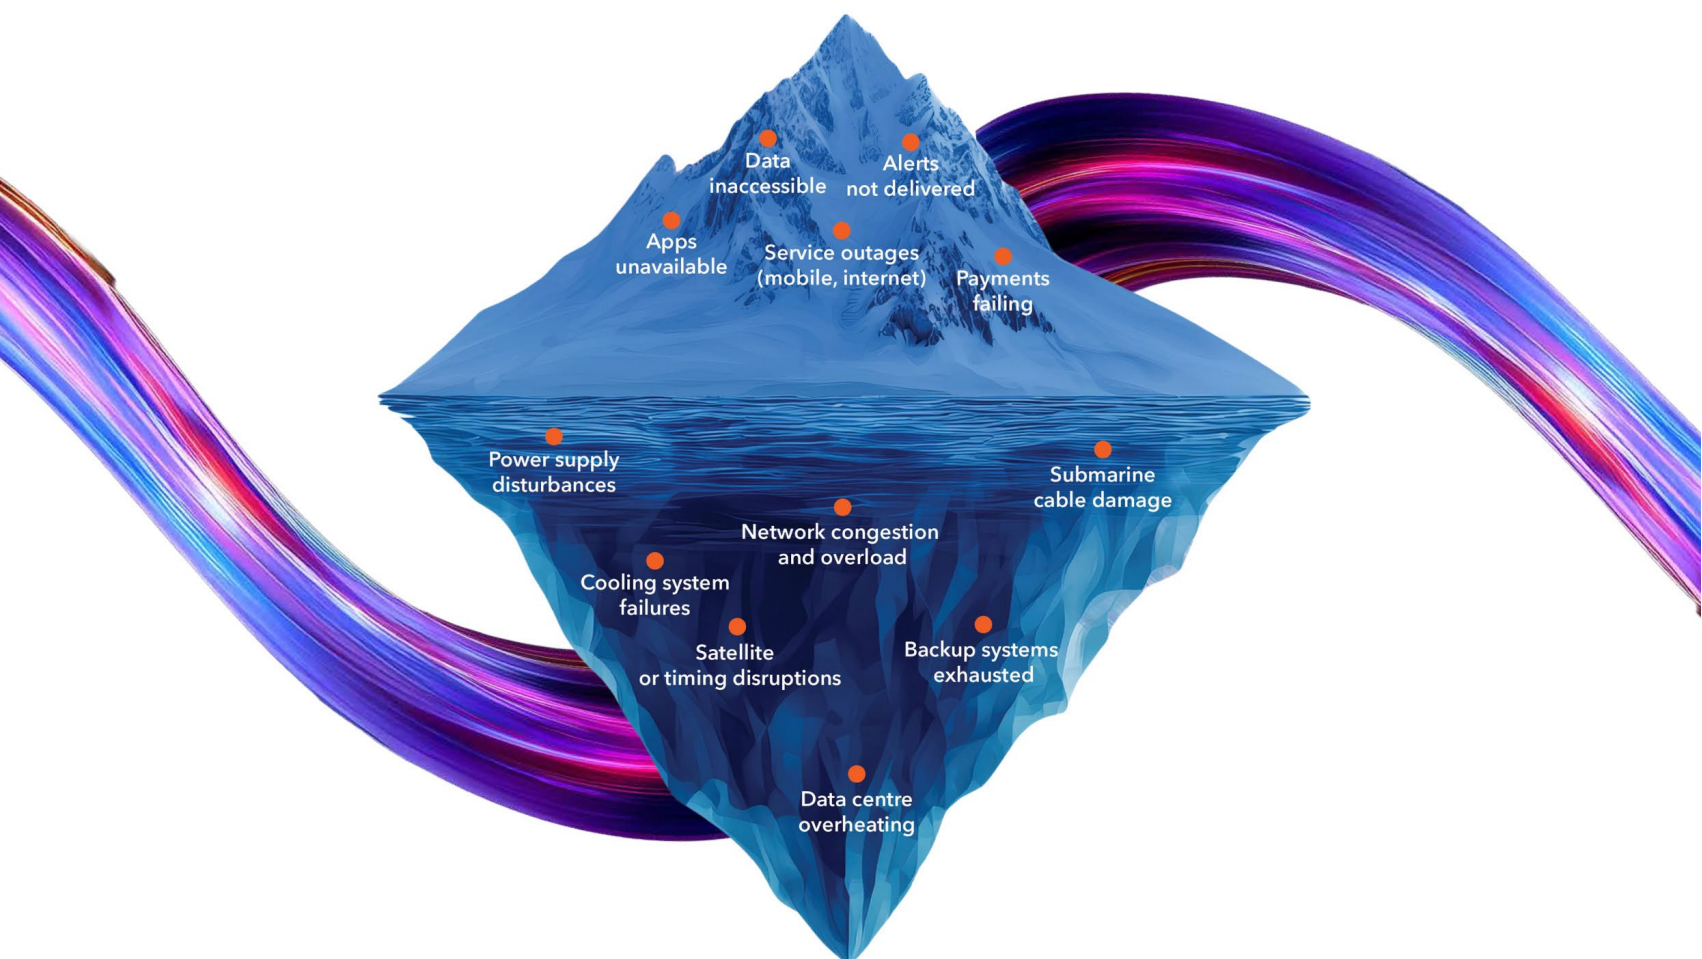 Data
inaccessible
Alerts
not delivered
Apps
unavailable
Service outages
(mobile, internet)
Payments
failing
Power supply
disturbances
Submarine
cable damage
Network congestion
and overload
Cooling system
failures
Satellite
or timing disruptions
Backup systems
exhausted
Data centre
overheating